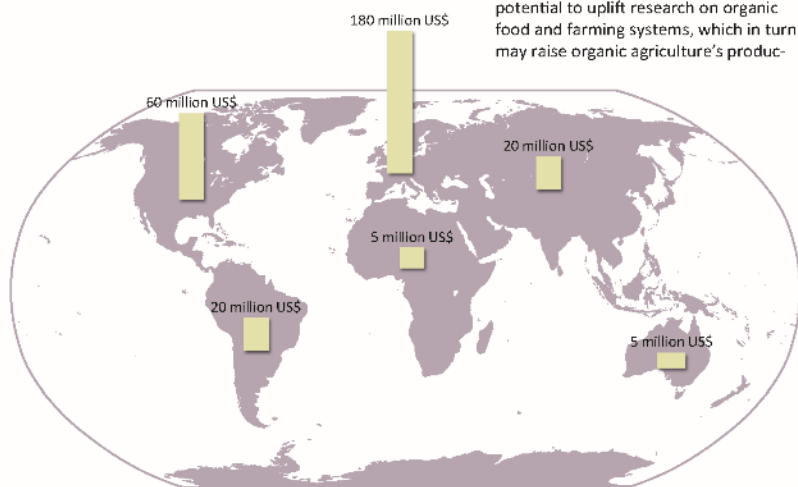 potential to uplift research on organic
food and farming systems, which in turn
may raise organic agriculture's produc-
180 million US$
60 million US$
20 million US$
5 million US$
20 million US$
5 million US$